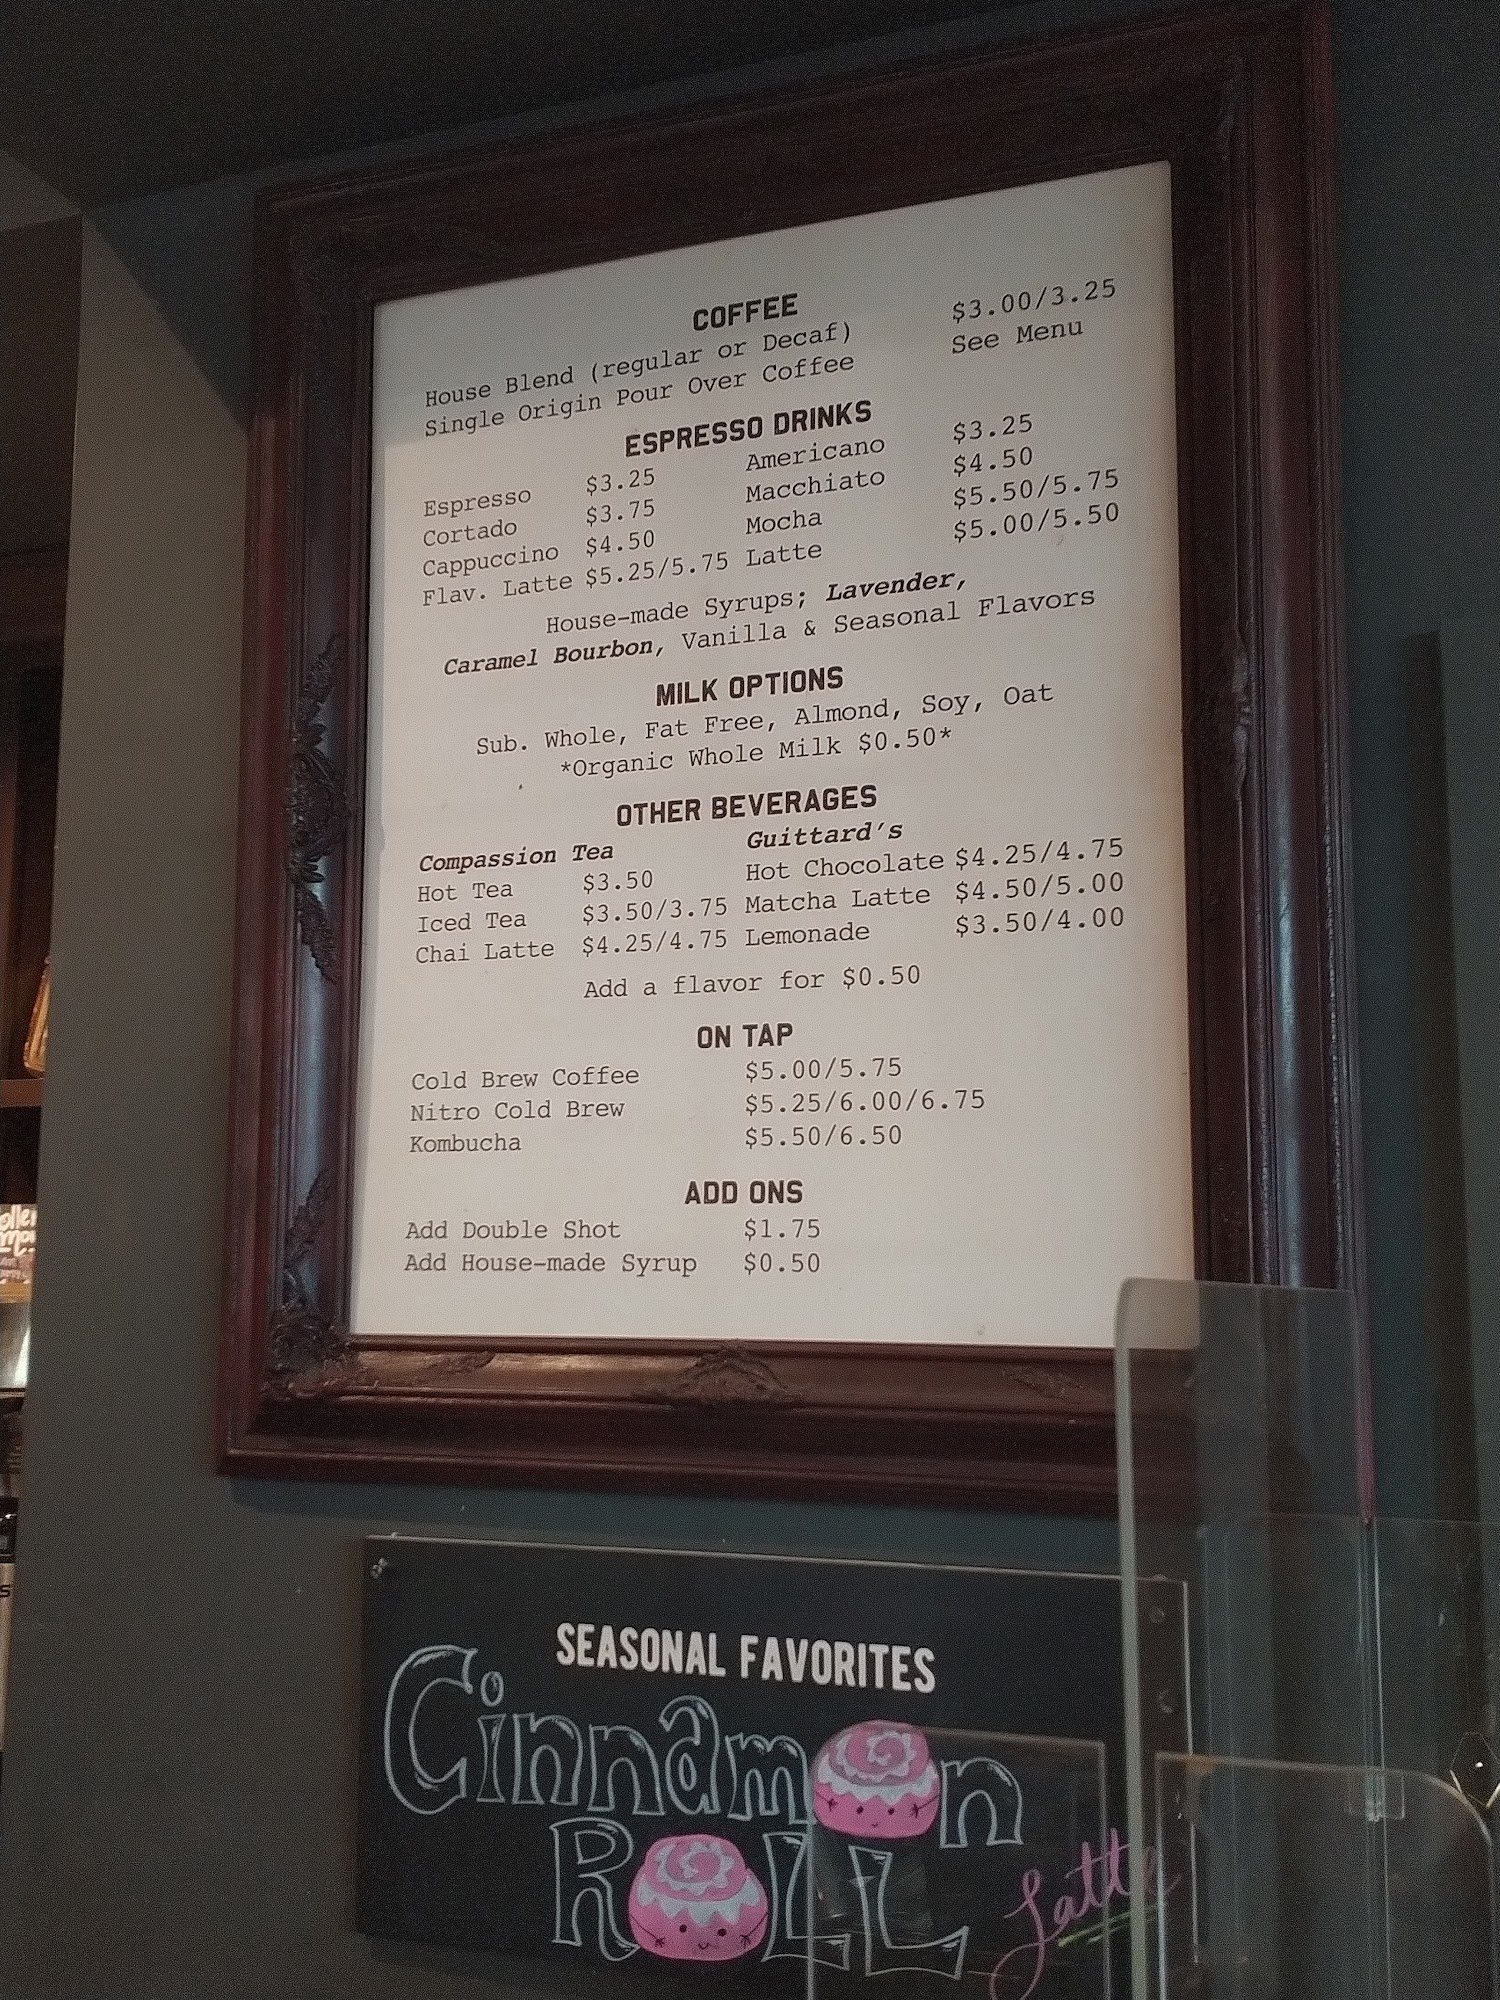 COFFEE
House Blend (regular or Decaf) $3.00/3.25
Single Origin Pour Over Coffee See Menu
ESPRESSO DRINKS
Espresso $3.25 Americano $3.25
Cortado $3.75 Macchiato $4.50
Cappuccino $4.50 Mocha $5.50/5.75
Flav. Latte $5.25/5.75 Latte $5.00/5.50
House-made Syrups; Lavender,
Caramel Bourbon, Vanilla & Seasonal Flavors
MILK OPTIONS
Sub. Whole, Fat Free, Almond, Soy, Oat
*Organic Whole Milk $0.50*
OTHER BEVERAGES
Compassion Tea Guittard's
Hot Tea $3.50 Hot Chocolate $4.25/4.75
Iced Tea $3.50/3.75 Matcha Latte $4.50/5.00
Chai Latte $4.25/4.75 Lemonade $3.50/4.00
Add a flavor for $0.50
ON TAP
Cold Brew Coffee $5.00/5.75
Nitro Cold Brew $5.25/6.00/6.75
Kombucha $5.50/6.50
ADD ONS
Add Double Shot $1.75
Add House-made Syrup $0.50
SEASONAL FAVORITES
Cinnamon
ROLL
Latte